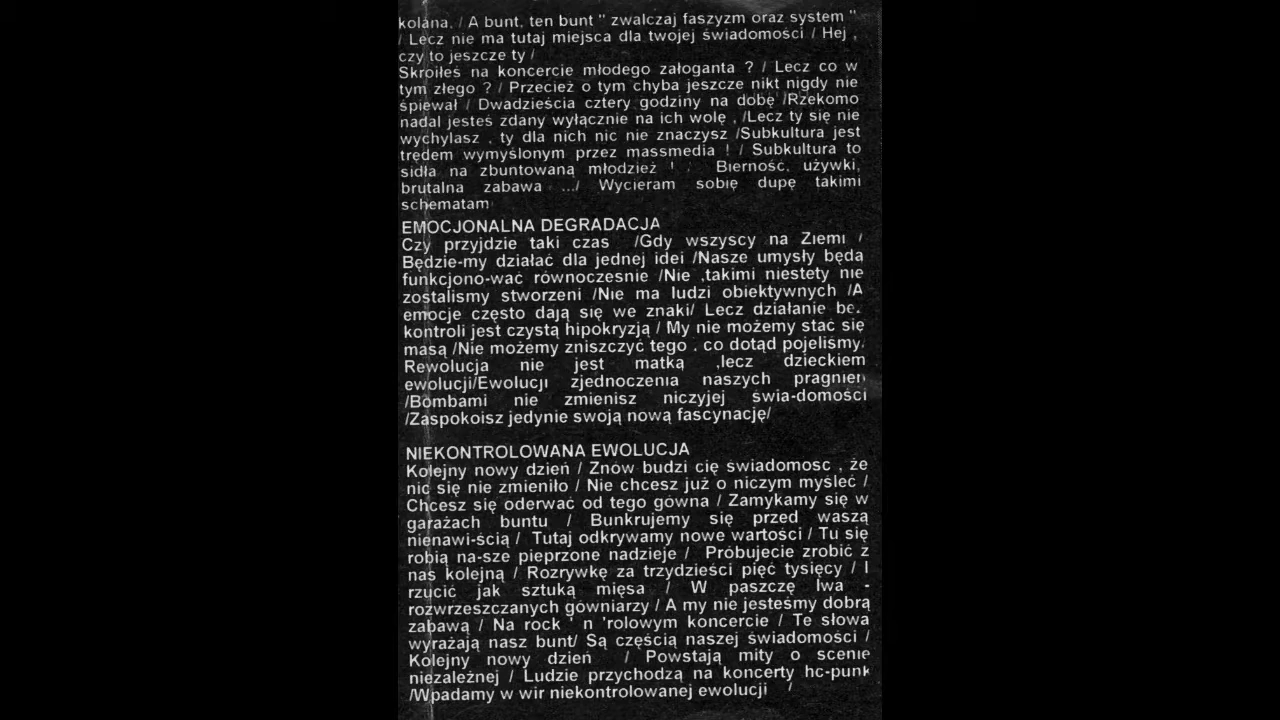 kolana, / A bunt, ten bunt " zwalczaj faszyzm oraz system "
/ Lecz nie ma tutaj miejsca dla twojej świadomości / Hej ,
czy to jeszcze ty /
Skroiłeś na koncercie młodego załoganta ? / Lecz co w
tym złego ? / Przecież o tym chyba jeszcze nikt nigdy nie
śpiewał / Dwadzieścia cztery godziny na dobę /Rzekomo
nadal jesteś zdany wyłącznie na ich wolę , /Lecz ty się nie
wychylasz , ty dla nich nic nie znaczysz /Subkultura jest
trędem wymyślonym przez massmedia ! / Subkultura to
sidła na zbuntowaną młodzież ! / Bierność, używki,
brutalna zabawa .../ Wycieram sobię dupę takimi
schematami
EMOCJONALNA DEGRADACJA
Czy przyjdzie taki czas /Gdy wszyscy na Ziemi /
Będzie-my działać dla jednej idei /Nasze umysły będa
funkcjono-wać równocześnie /Nie ,takimi niestety nie
zostalismy stworzeni /Nie ma ludzi obiektywnych /A
emocje często dają się we znaki/ Lecz działanie
kontroli jest czystą hipokryzją / My nie możemy stać się
masą /Nie możemy zniszczyć tego , co dotąd pojeliśmy/
Rewolucja nie jest matką ,lecz dzieckiem
ewolucji/Ewolucji zjednoczenia naszych pragnień
/Bombami nie zmienisz niczyjej świa-domości
/Zaspokoisz jedynie swoją nową fascynację/
NIEKONTROLOWANA EWOLUCJA
Kolejny nowy dzień / Znów budzi cię świadomosc , że
nic się nie zmieniło / Nie chcesz już o niczym myśleć /
Chcesz się oderwać od tego gówna / Zamykamy się w
garażach buntu / Bunkrujemy się przed waszą
nienawi-ścią / Tutaj odkrywamy nowe wartości / Tu się
robią na-sze pieprzone nadzieje / Próbujecie zrobić z
nas kolejną / Rozrywkę za trzydzieści pięć tysięcy / I
rzucić jak sztuką mięsa / W paszczę lwa -
rozwrzeszczanych gówniarzy / A my nie jesteśmy dobrą
zabawą / Na rock ' n 'rolowym koncercie / Te słowa
wyrażają nasz bunt/ Są częścią naszej świadomości /
Kolejny nowy dzień / Powstają mity o scenie
niezależnej / Ludzie przychodzą na koncerty hc-punk
/Wpadamy w wir niekontrolowanej ewolucji /